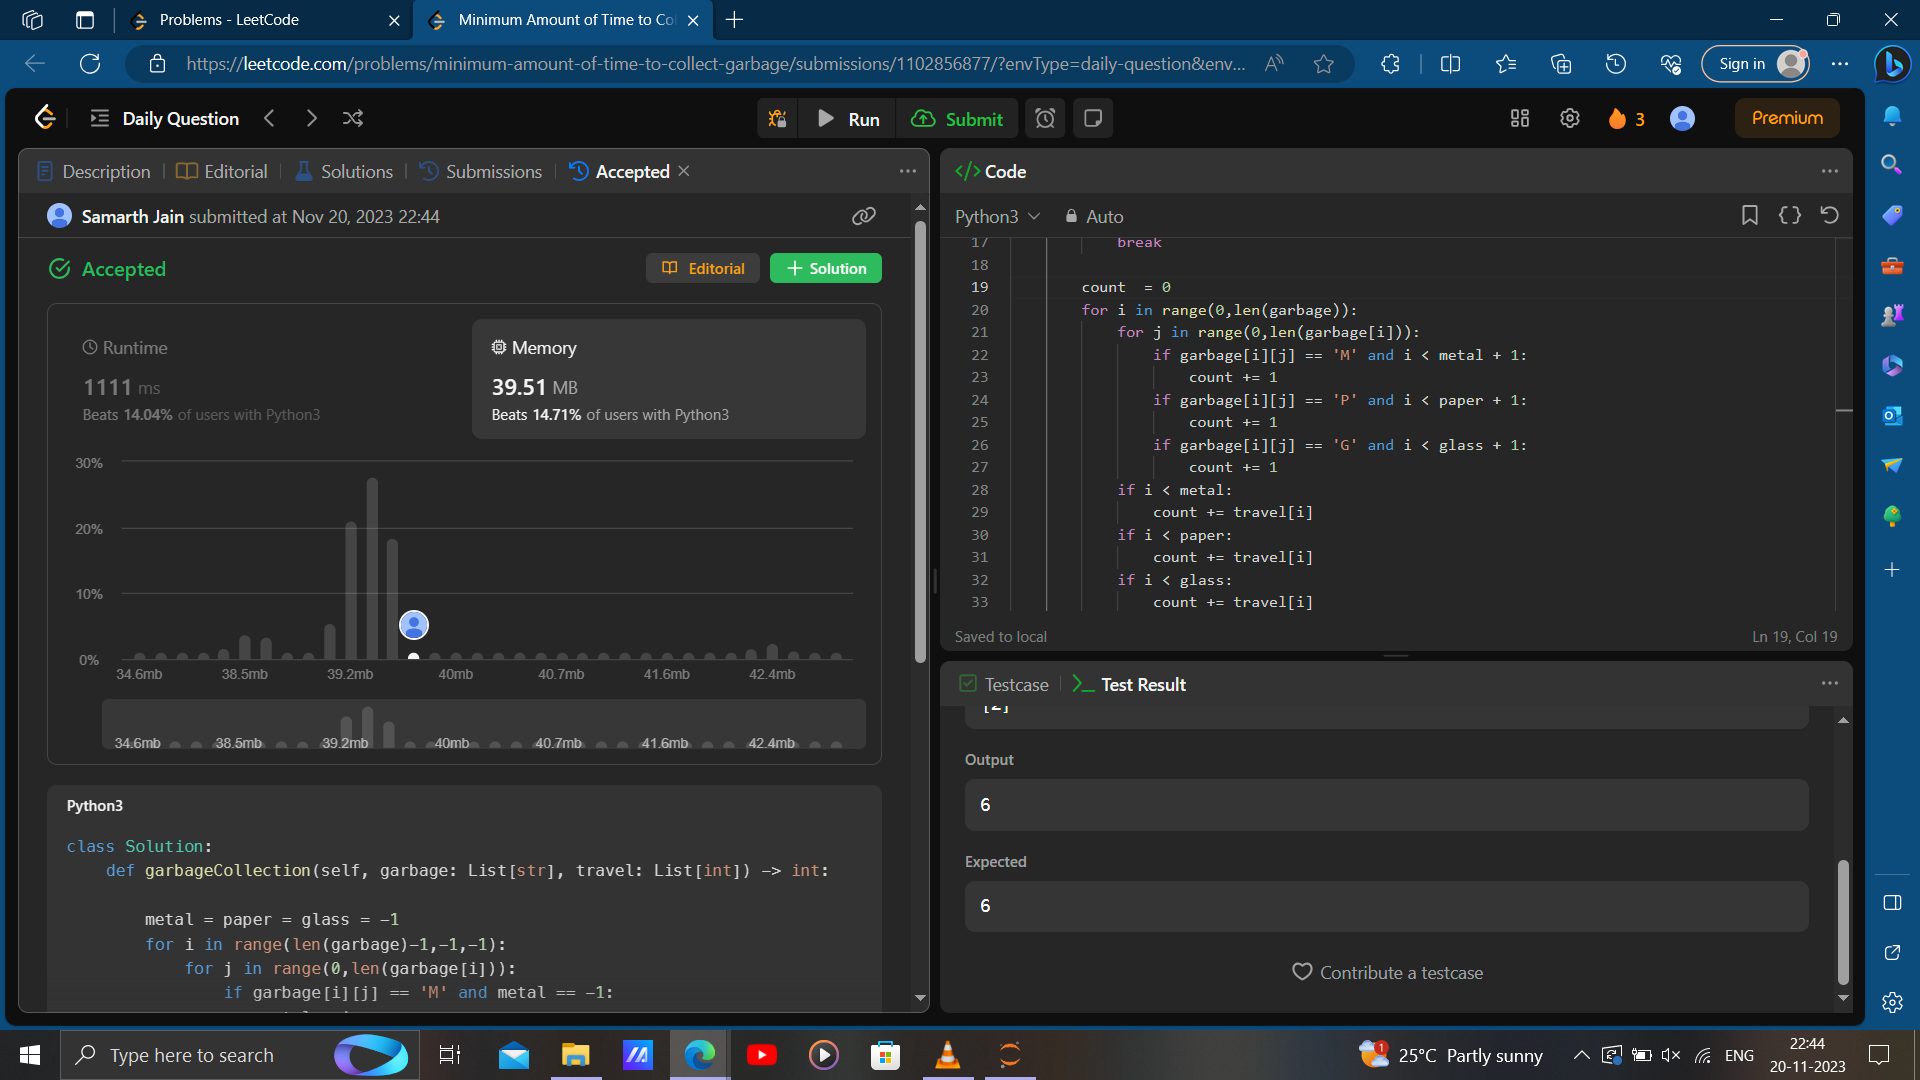 Problems - LeetCode
Minimum Amount of Time to Co
https://leetcode.com/problems/minimum-amount-of-time-to-collect-garbage/submissions/1102856877/?envType=daily-question&env...
Sign in
Daily Question
Run
Submit
3
Premium
Description
Editorial
Solutions
Submissions
Accepted
Samarth Jain submitted at Nov 20, 2023 22:44
Accepted
Editorial
Solution
Runtime
1111 ms
Beats 14.04% of users with Python3
Memory
39.51 MB
Beats 14.71% of users with Python3
30%
20%
10%
0%
34.6mb 38.5mb 39.2mb 40mb 40.7mb 41.6mb 42.4mb
34.6mb 38.5mb 39.2mb 40mb 40.7mb 41.6mb 42.4mb
Python3
class Solution:
def garbageCollection(self, garbage: List[str], travel: List[int]) -> int:
metal = paper = glass = -1
for i in range(len(garbage)-1,-1,-1):
for j in range(0,len(garbage[i])):
if garbage[i][j] == 'M' and metal == -1:
</> Code
Python3
Auto
17 break
18
19 count  = 0
20 for i in range(0,len(garbage)):
21 for j in range(0,len(garbage[i])):
22 if garbage[i][j] == 'M' and i < metal + 1:
23 count += 1
24 if garbage[i][j] == 'P' and i < paper + 1:
25 count += 1
26 if garbage[i][j] == 'G' and i < glass + 1:
27 count += 1
28 if i < metal:
29 count += travel[i]
30 if i < paper:
31 count += travel[i]
32 if i < glass:
33 count += travel[i]
Saved to local
Ln 19, Col 19
Testcase
Test Result
Output
6
Expected
6
Contribute a testcase
Type here to search
1
25°C Partly sunny
ENG
22:44
20-11-2023